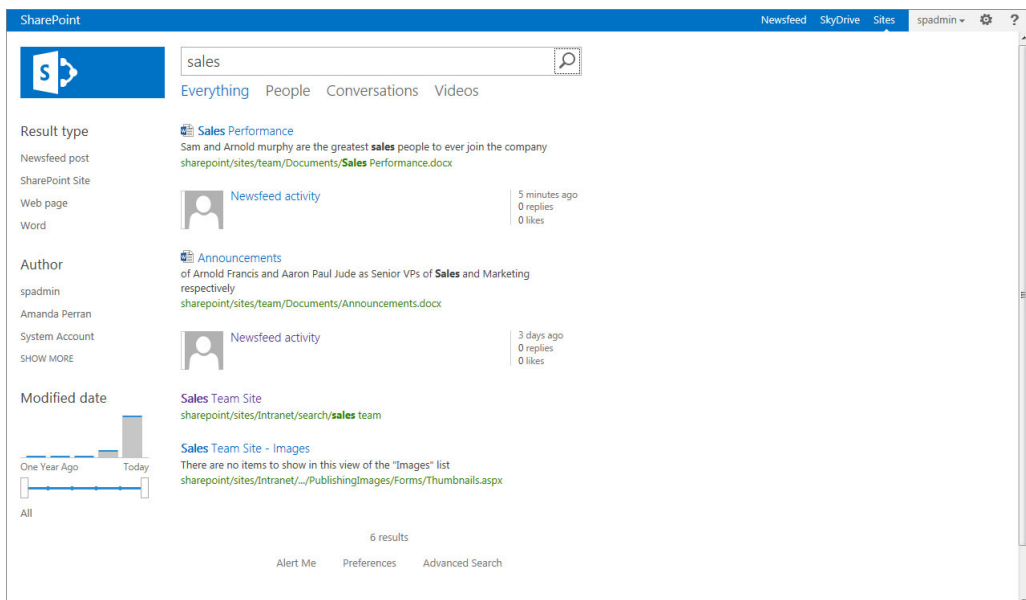 SharePoint
Newsfeed SkyDrive Sites spadmin ?
S
sales
Everything People Conversations Videos
Result type
Newsfeed post
SharePoint Site
Web page
Word
Author
spadmin
Amanda Perran
System Account
SHOW MORE
Modified date
One Year Ago Today
All
Sales Performance
Sam and Arnold murphy are the greatest sales people to ever join the company
sharepoint/sites/team/Documents/Sales Performance.docx
Newsfeed activity
5 minutes ago
0 replies
0 likes
Announcements
of Arnold Francis and Aaron Paul Jude as Senior VPs of Sales and Marketing
respectively
sharepoint/sites/team/Documents/Announcements.docx
Newsfeed activity
3 days ago
0 replies
0 likes
Sales Team Site
sharepoint/sites/Intranet/search/sales team
Sales Team Site - Images
There are no items to show in this view of the "Images" list
sharepoint/sites/Intranet/.../PublishingImages/Forms/Thumbnails.aspx
6 results
Alert Me Preferences Advanced Search